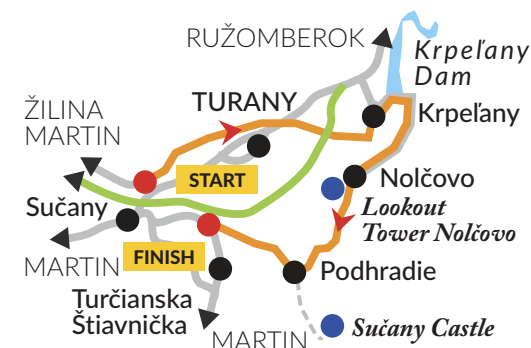 RUŽOMBEROK
Krpeľany
Dam
TURANY
Krpeľany
ŽILINA
MARTIN
START
Nolčovo
Sučany
Lookout
Tower Nolčovo
MARTIN
FINISH
Podhradie
Turčianska
Štiavnička
MARTIN
Sučany Castle